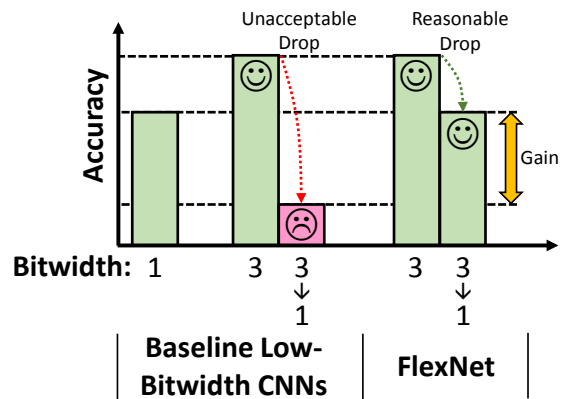 Unacceptable
Drop
Reasonable
Drop
Accuracy
Gain
Bitwidth: 1 3 3 3 3
↓ ↓
1 1
Baseline Low-
Bitwidth CNNs
FlexNet